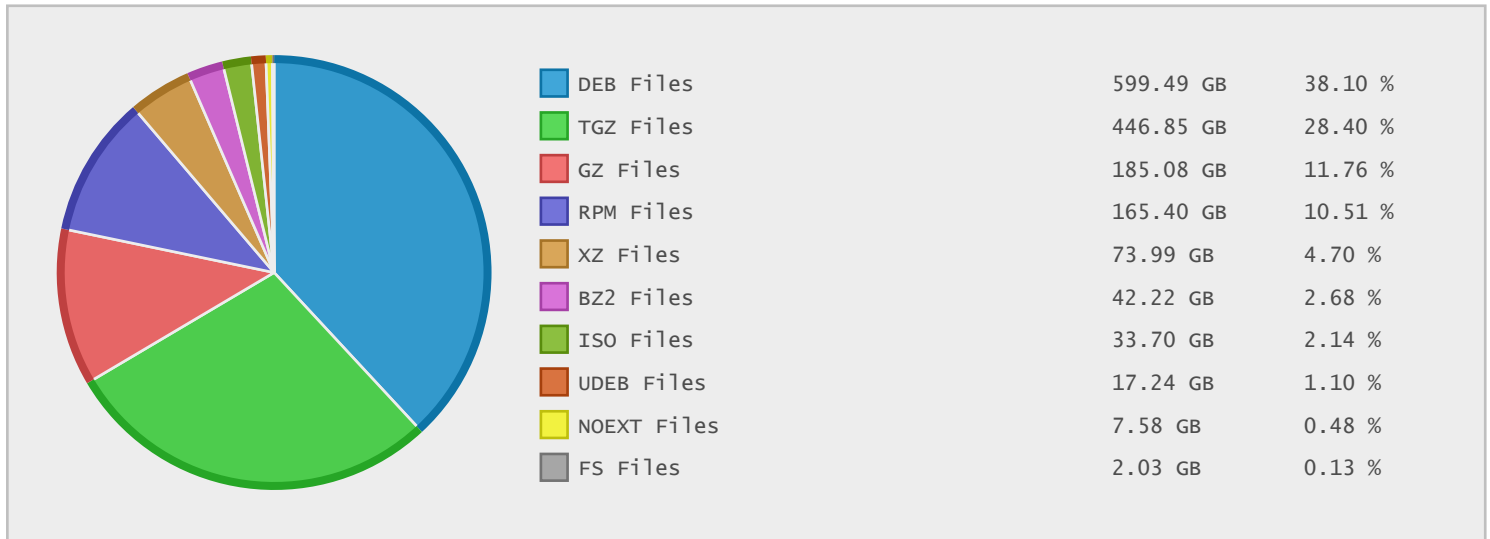 DEB Files 599.49 GB 38.10 %
TGZ Files 446.85 GB 28.40 %
GZ Files 185.08 GB 11.76 %
RPM Files 165.40 GB 10.51 %
XZ Files 73.99 GB 4.70 %
BZ2 Files 42.22 GB 2.68 %
ISO Files 33.70 GB 2.14 %
UDEB Files 17.24 GB 1.10 %
NOEXT Files 7.58 GB 0.48 %
FS Files 2.03 GB 0.13 %